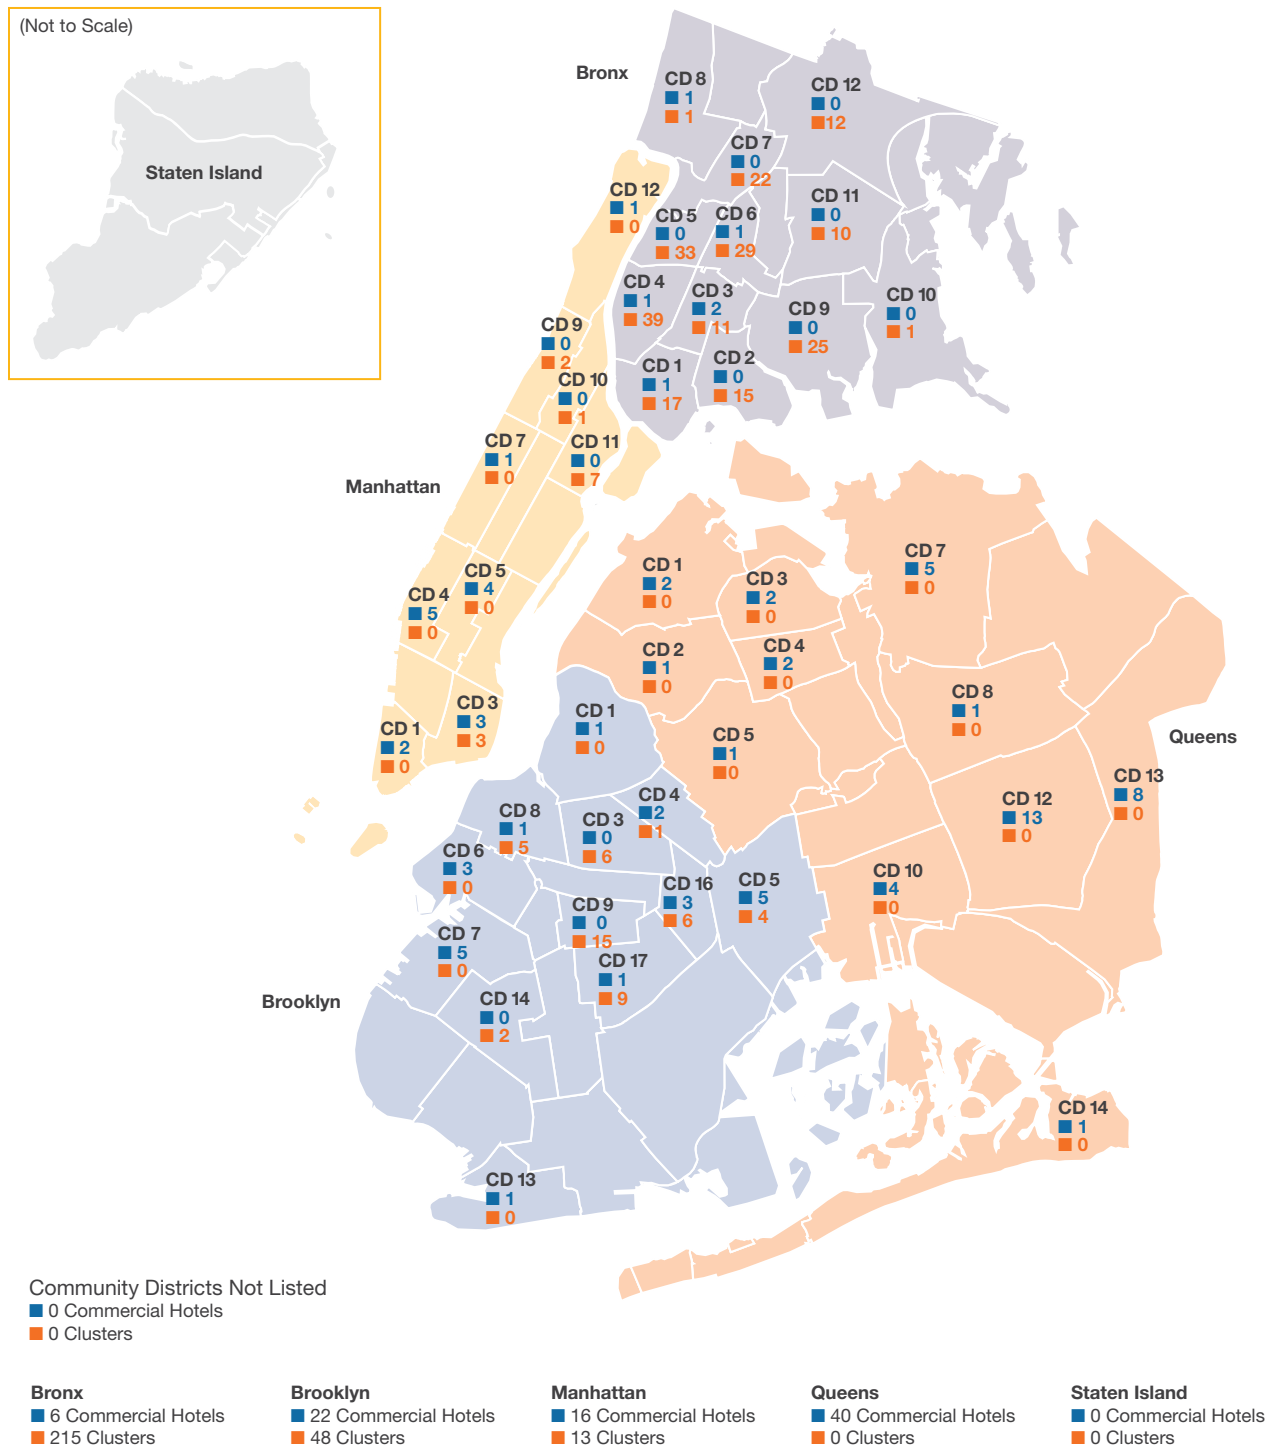 (Not to Scale)
Staten Island
Bronx
CD 8
1
1
CD 12
0
12
CD 7
0
22
CD 12
1
0
CD 11
0
10
CD 5
0
33
CD 6
1
29
CD 4
1
39
CD 3
2
11
CD 9
0
25
CD 10
0
1
CD 9
0
2
CD 1
1
17
CD 2
0
15
CD 10
0
1
CD 7
1
0
CD 11
0
7
Manhattan
CD 5
4
0
CD 4
5
0
CD 3
3
3
CD 1
2
0
CD 7
5
0
CD 1
2
0
CD 3
2
0
CD 2
1
0
CD 4
2
0
CD 8
1
0
CD 5
1
0
Queens
CD 13
8
0
CD 12
13
0
CD 10
4
0
CD 1
1
0
CD 4
2
1
CD 8
1
5
CD 3
0
6
CD 6
3
0
CD 16
3
6
CD 5
5
4
CD 9
0
15
CD 7
5
0
CD 17
1
9
Brooklyn
CD 14
0
2
CD 14
1
0
CD 13
1
0
Community Districts Not Listed
0 Commercial Hotels
0 Clusters
Bronx
6 Commercial Hotels
215 Clusters
Brooklyn
22 Commercial Hotels
48 Clusters
Manhattan
16 Commercial Hotels
13 Clusters
Queens
40 Commercial Hotels
0 Clusters
Staten Island
0 Commercial Hotels
0 Clusters